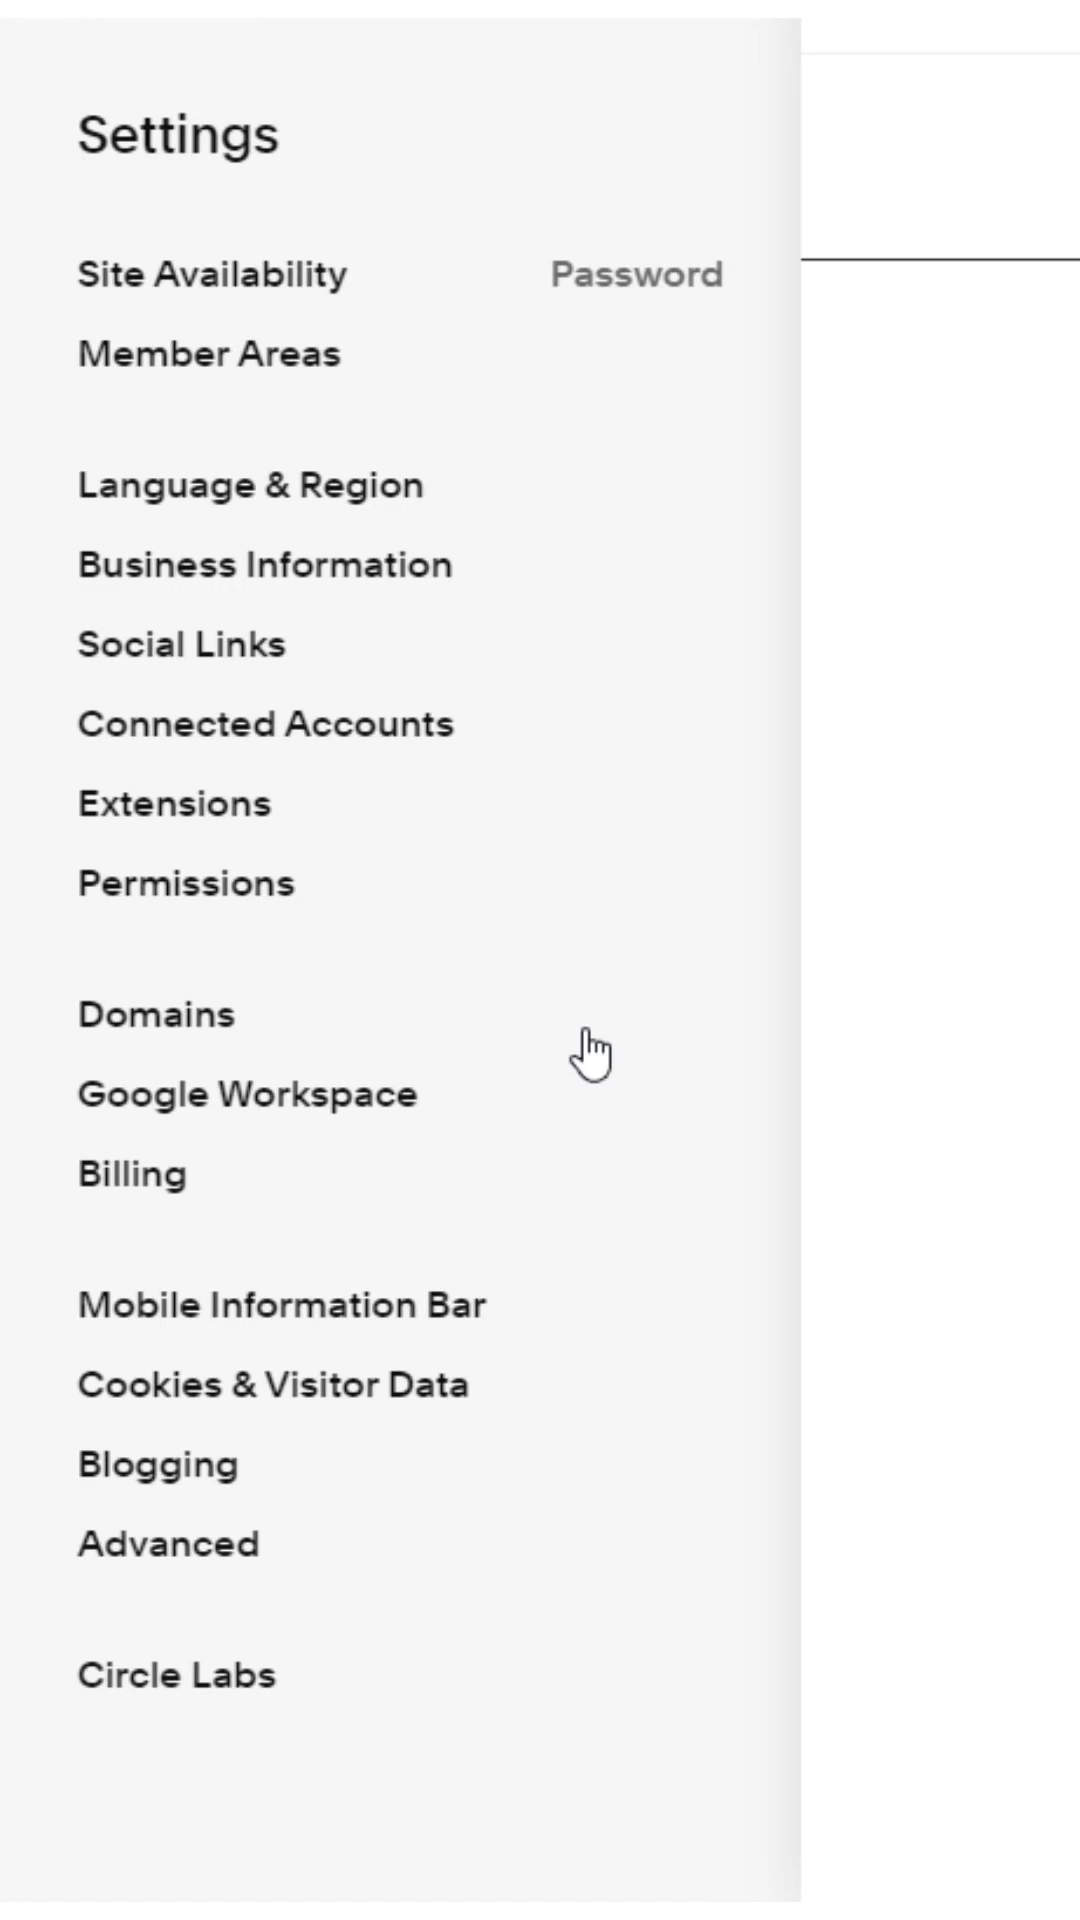 Settings
Site Availability Password
Member Areas
Language & Region
Business Information
Social Links
Connected Accounts
Extensions
Permissions
Domains
Google Workspace
Billing
Mobile Information Bar
Cookies & Visitor Data
Blogging
Advanced
Circle Labs